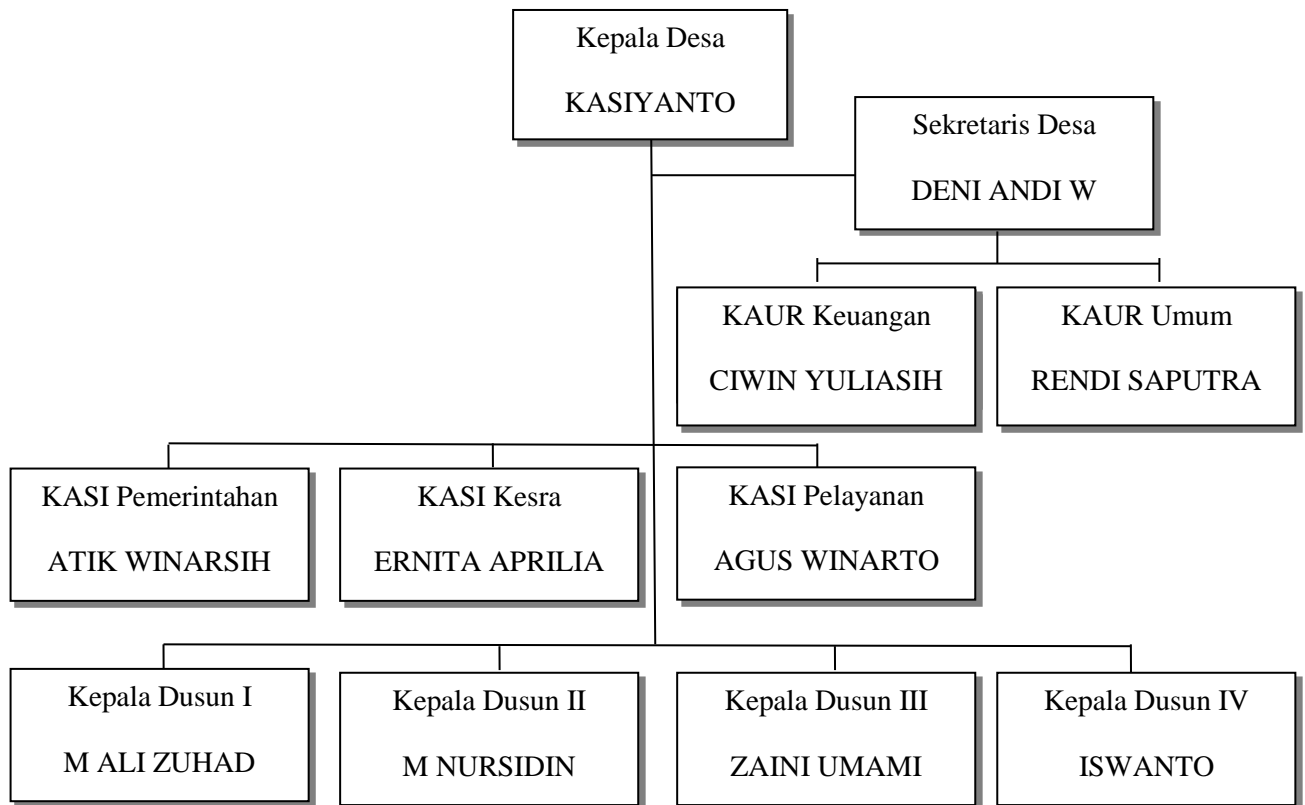 Kepala Desa
KASIYANTO
Sekretaris Desa
DENI ANDI W
KAUR Keuangan
CIWIN YULIASIH
KAUR Umum
RENDI SAPUTRA
KASI Pemerintahan
ATIK WINARSIH
KASI Kesra
ERNITA APRILIA
KASI Pelayanan
AGUS WINARTO
Kepala Dusun I
M ALI ZUHAD
Kepala Dusun II
M NURSIDIN
Kepala Dusun III
ZAINI UMAMI
Kepala Dusun IV
ISWANTO